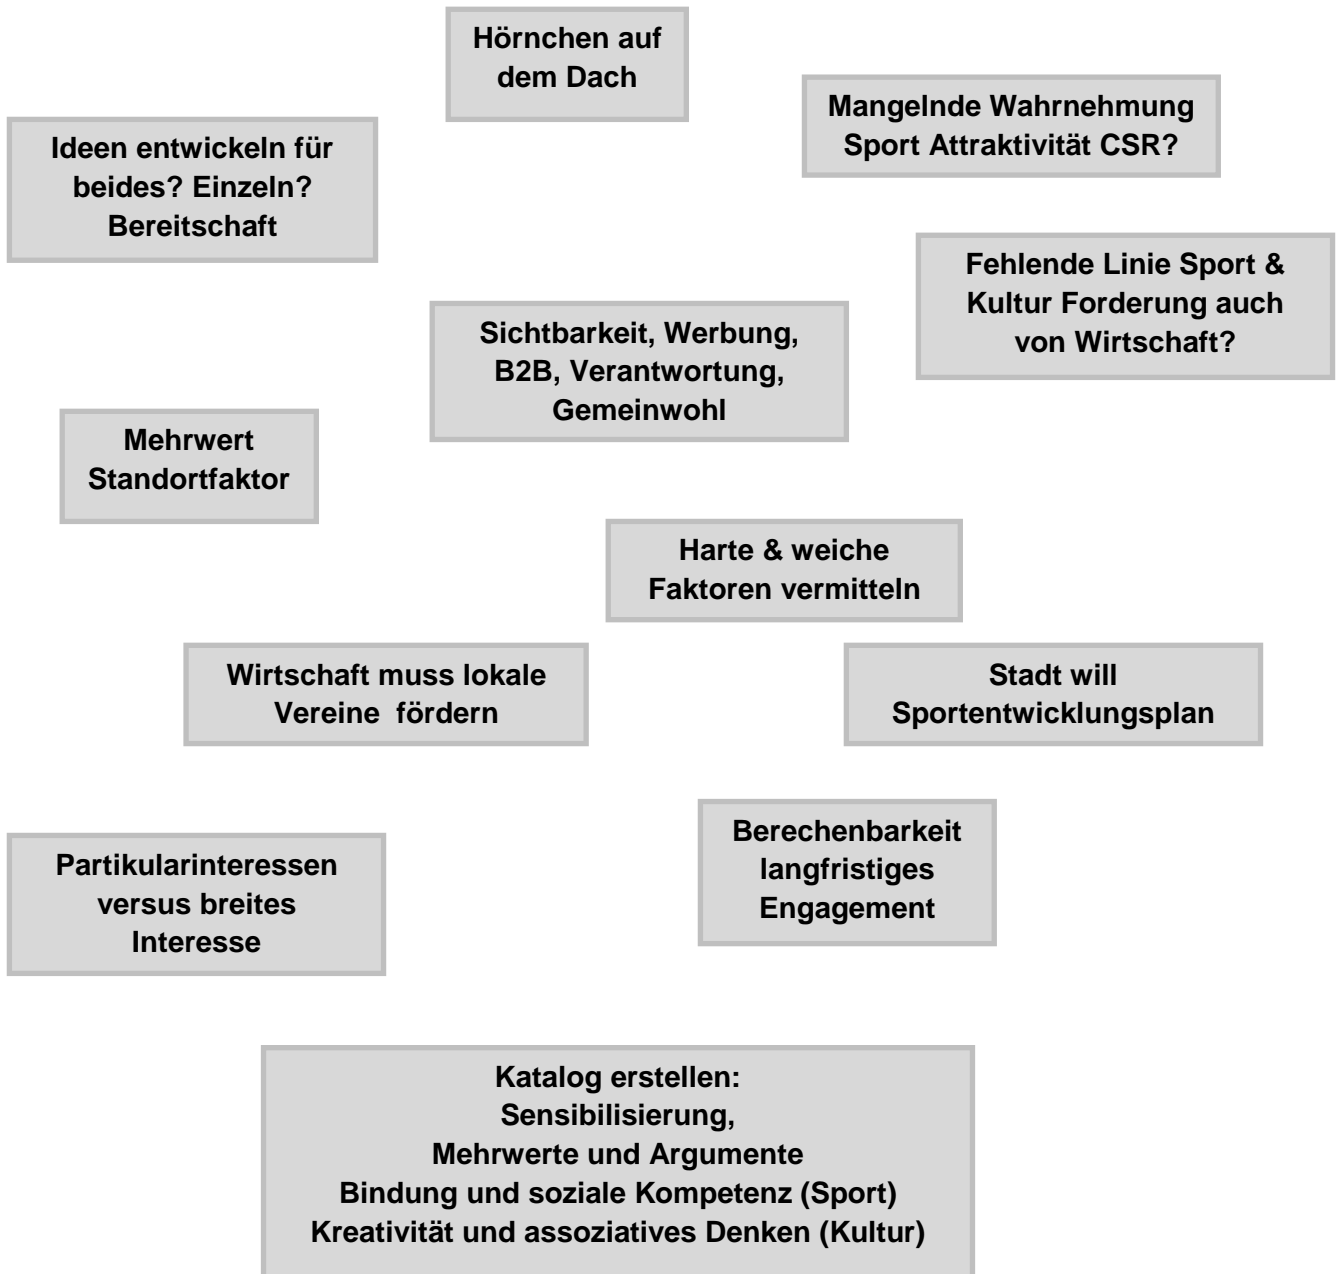 Hörnchen auf
dem Dach
Mangelnde Wahrnehmung
Sport Attraktivität CSR?
Ideen entwickeln für
beides? Einzeln?
Bereitschaft
Fehlende Linie Sport &
Kultur Forderung auch
von Wirtschaft?
Sichtbarkeit, Werbung,
B2B, Verantwortung,
Gemeinwohl
Mehrwert
Standortfaktor
Harte & weiche
Faktoren vermitteln
Wirtschaft muss lokale
Vereine  fördern
Stadt will
Sportentwicklungsplan
Berechenbarkeit
langfristiges
Engagement
Partikularinteressen
versus breites
Interesse
Katalog erstellen:
Sensibilisierung,
Mehrwerte und Argumente
Bindung und soziale Kompetenz (Sport)
Kreativität und assoziatives Denken (Kultur)